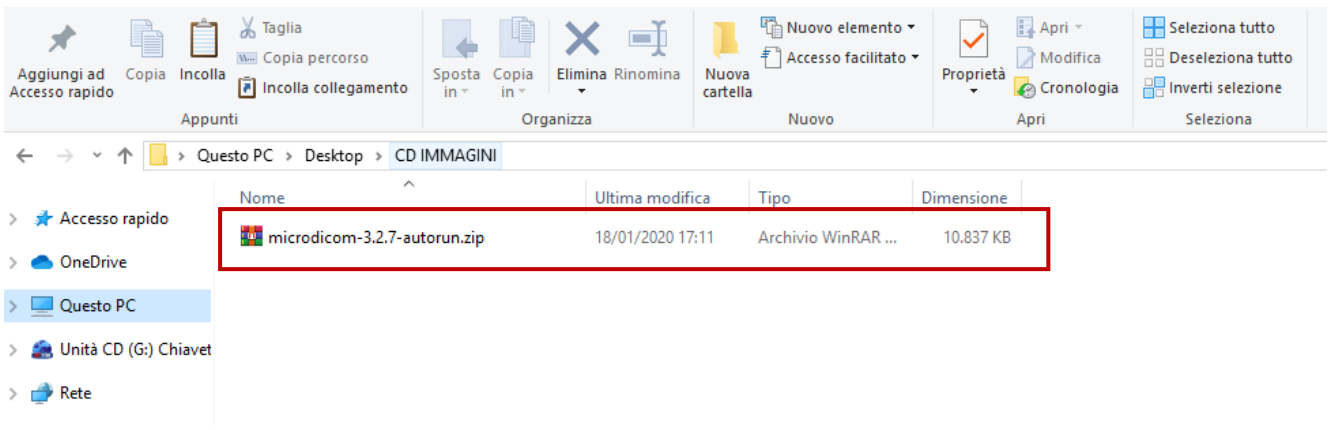 Aggiungi ad
Accesso rapido
Copia
Incolla
Taglia
Copia percorso
Incolla collegamento
Appunti
Sposta
in
Copia
in
Elimina
Rinomina
Organizza
Nuova
cartella
Nuovo elemento
Accesso facilitato
Nuovo
Proprietà
Apri
Modifica
Cronologia
Apri
Seleziona tutto
Deseleziona tutto
Inverti selezione
Seleziona
Questo PC > Desktop > CD IMMAGINI
Nome Ultima modifica Tipo Dimensione
microdicom-3.2.7-autorun.zip 18/01/2020 17:11 Archivio WinRAR ... 10.837 KB
Accesso rapido
OneDrive
Questo PC
Unità CD (G:) Chiavet
Rete